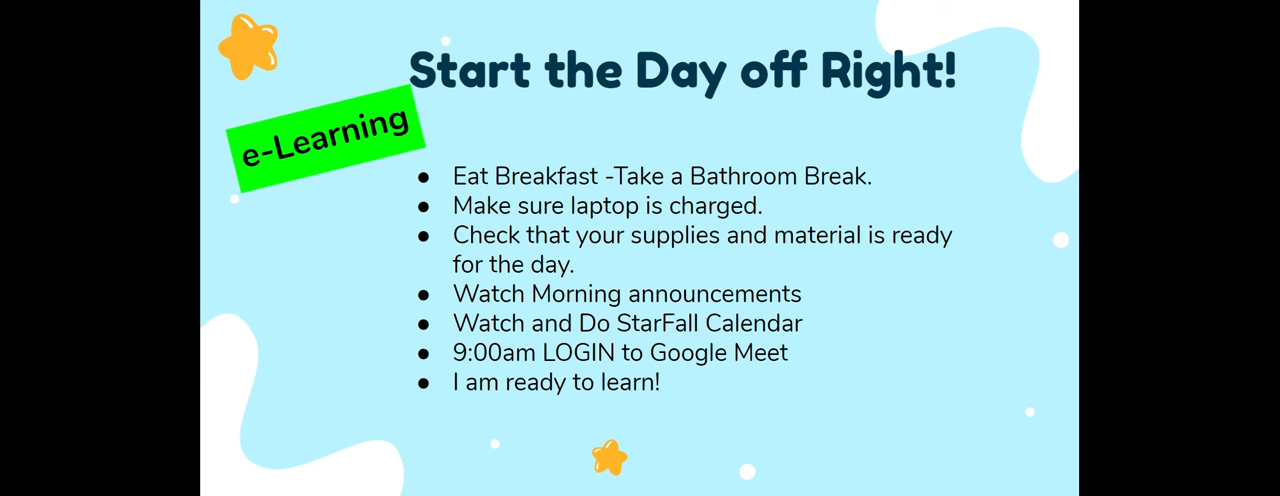 Start the Day off Right!
e-Learning
● Eat Breakfast -Take a Bathroom Break.
● Make sure laptop is charged.
● Check that your supplies and material is ready
for the day.
● Watch Morning announcements
● Watch and Do StarFall Calendar
● 9:00am LOGIN to Google Meet
● I am ready to learn!